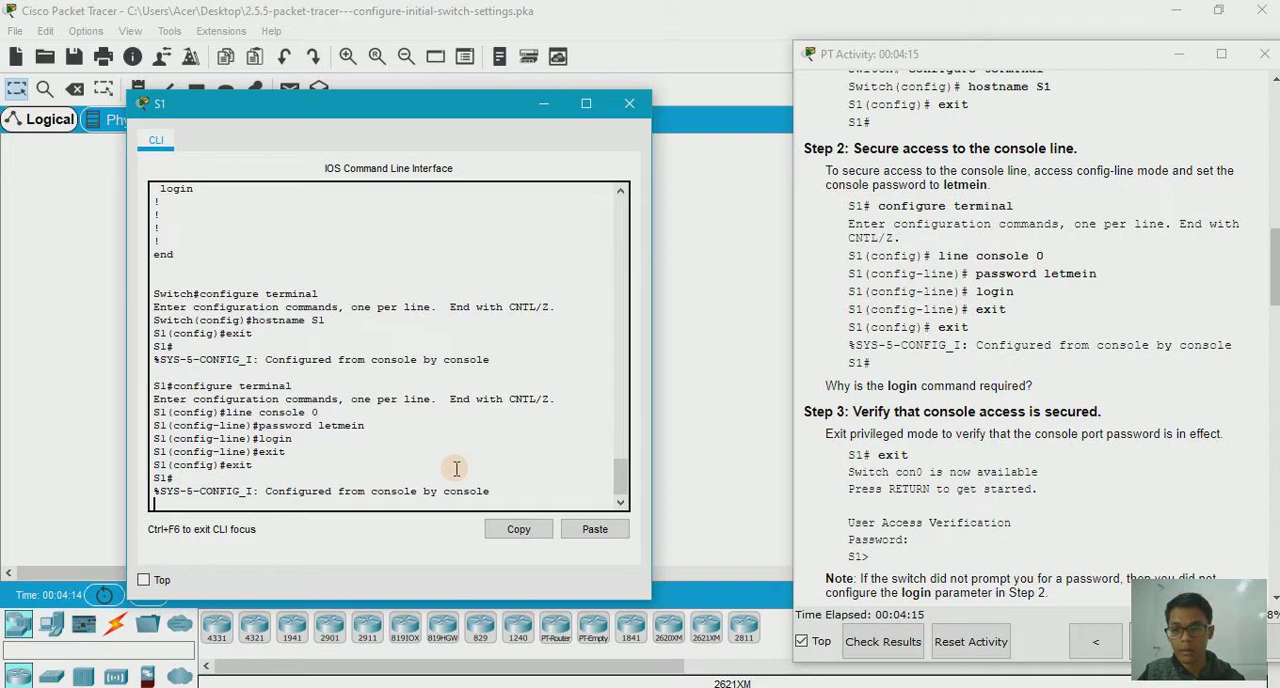 Cisco Packet Tracer - C:\Users\Acer\Desktop\2.5.5-packet-tracer---configure-initial-switch-settings.pka
File Edit Options View Tools Extensions Help
Logical
S1
CLI
IOS Command Line Interface
login
!
!
!
!
end
Switch#configure terminal
Enter configuration commands, one per line. End with CNTL/Z.
Switch(config)#hostname S1
S1(config)#exit
S1#
%SYS-5-CONFIG_I: Configured from console by console
S1#configure terminal
Enter configuration commands, one per line. End with CNTL/Z.
S1(config)#line console 0
S1(config-line)#password letmein
S1(config-line)#login
S1(config-line)#exit
S1(config)#exit
S1#
%SYS-5-CONFIG_I: Configured from console by console
Ctrl+F6 to exit CLI focus
Copy
Paste
Top
PT Activity: 00:04:15
Switch# configure terminal
Switch(config)# hostname S1
S1(config)# exit
S1#
Step 2: Secure access to the console line.
To secure access to the console line, access config-line mode and set the
console password to letmein.
S1# configure terminal
Enter configuration commands, one per line. End with
CNTL/Z.
S1(config)# line console 0
S1(config-line)# password letmein
S1(config-line)# login
S1(config-line)# exit
S1(config)# exit
%SYS-5-CONFIG_I: Configured from console by console
S1#
Why is the login command required?
Step 3: Verify that console access is secured.
Exit privileged mode to verify that the console port password is in effect.
S1# exit
Switch con0 is now available
Press RETURN to get started.
User Access Verification
Password:
S1>
Note: If the switch did not prompt you for a password, then you did not
configure the login parameter in Step 2.
Time Elapsed: 00:04:15
Top
Check Results
Reset Activity
<
Time: 00:04:14
4331 4321 1941 2901 2911 819IOX 819HGW 829 1240 PT-Router PT-Empty 1841 2620XM 2621XM 2811
2621XM